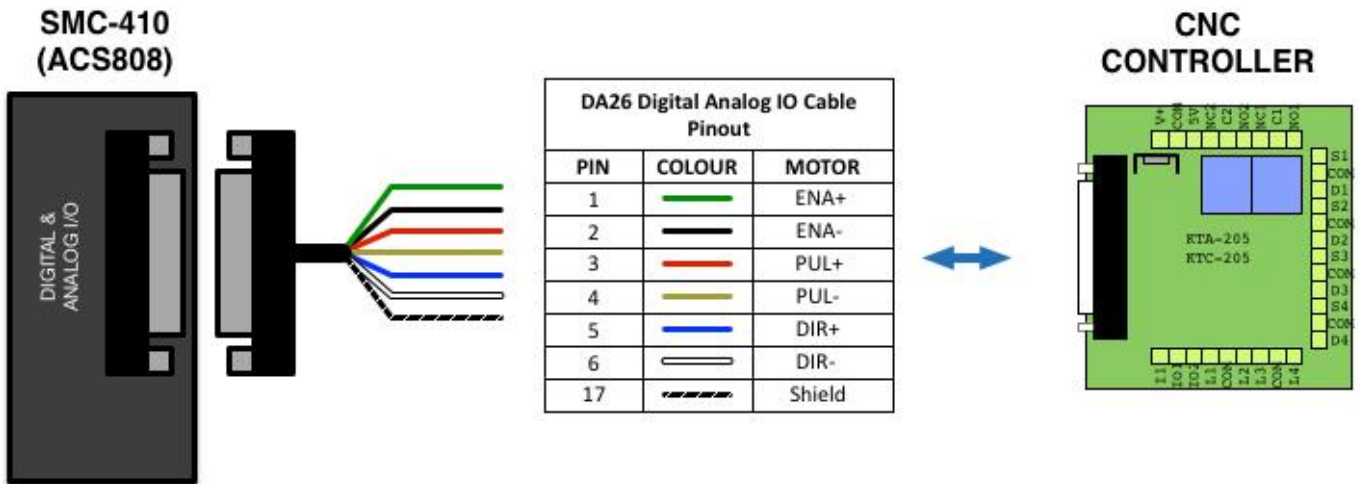 SMC-410
(ACS808)
DIGITAL &
ANALOG I/O
DA26 Digital Analog IO Cable
Pinout
PIN COLOUR MOTOR
1 ENA+
2 ENA-
3 PUL+
4 PUL-
5 DIR+
6 DIR-
17 Shield
CNC
CONTROLLER
V+ COM 5V NC2 C2 NO2 NC1 C1 NO1
S1
COM
D1
S2
COM
D2
S3
COM
D3
S4
COM
D4
KTA-205
KTC-205
I1 IO1 IO2 L1 COM L2 L3 COM L4